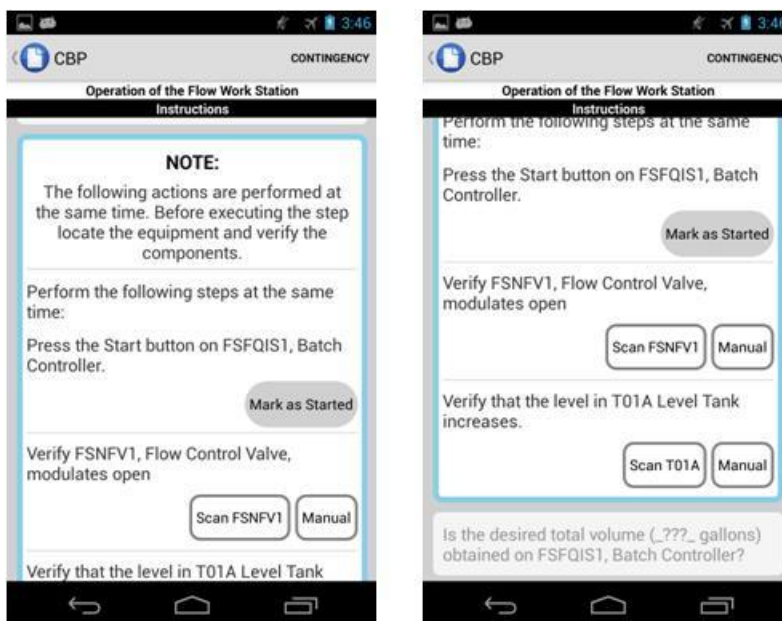 3:46
CBP
CONTINGENCY
Operation of the Flow Work Station
Instructions
NOTE:
The following actions are performed at
the same time. Before executing the step
locate the equipment and verify the
components.
Perform the following steps at the same
time:
Press the Start button on FSFQIS1, Batch
Controller.
Mark as Started
Verify FSNFV1, Flow Control Valve,
modulates open
Scan FSNFV1 Manual
Verify that the level in T01A Level Tank
3:46
CBP
CONTINGENCY
Operation of the Flow Work Station
Instructions
Perform the following steps at the same
time:
Press the Start button on FSFQIS1, Batch
Controller.
Mark as Started
Verify FSNFV1, Flow Control Valve,
modulates open
Scan FSNFV1 Manual
Verify that the level in T01A Level Tank
increases.
Scan T01A Manual
Is the desired total volume (_???_ gallons)
obtained on FSFQIS1, Batch Controller?